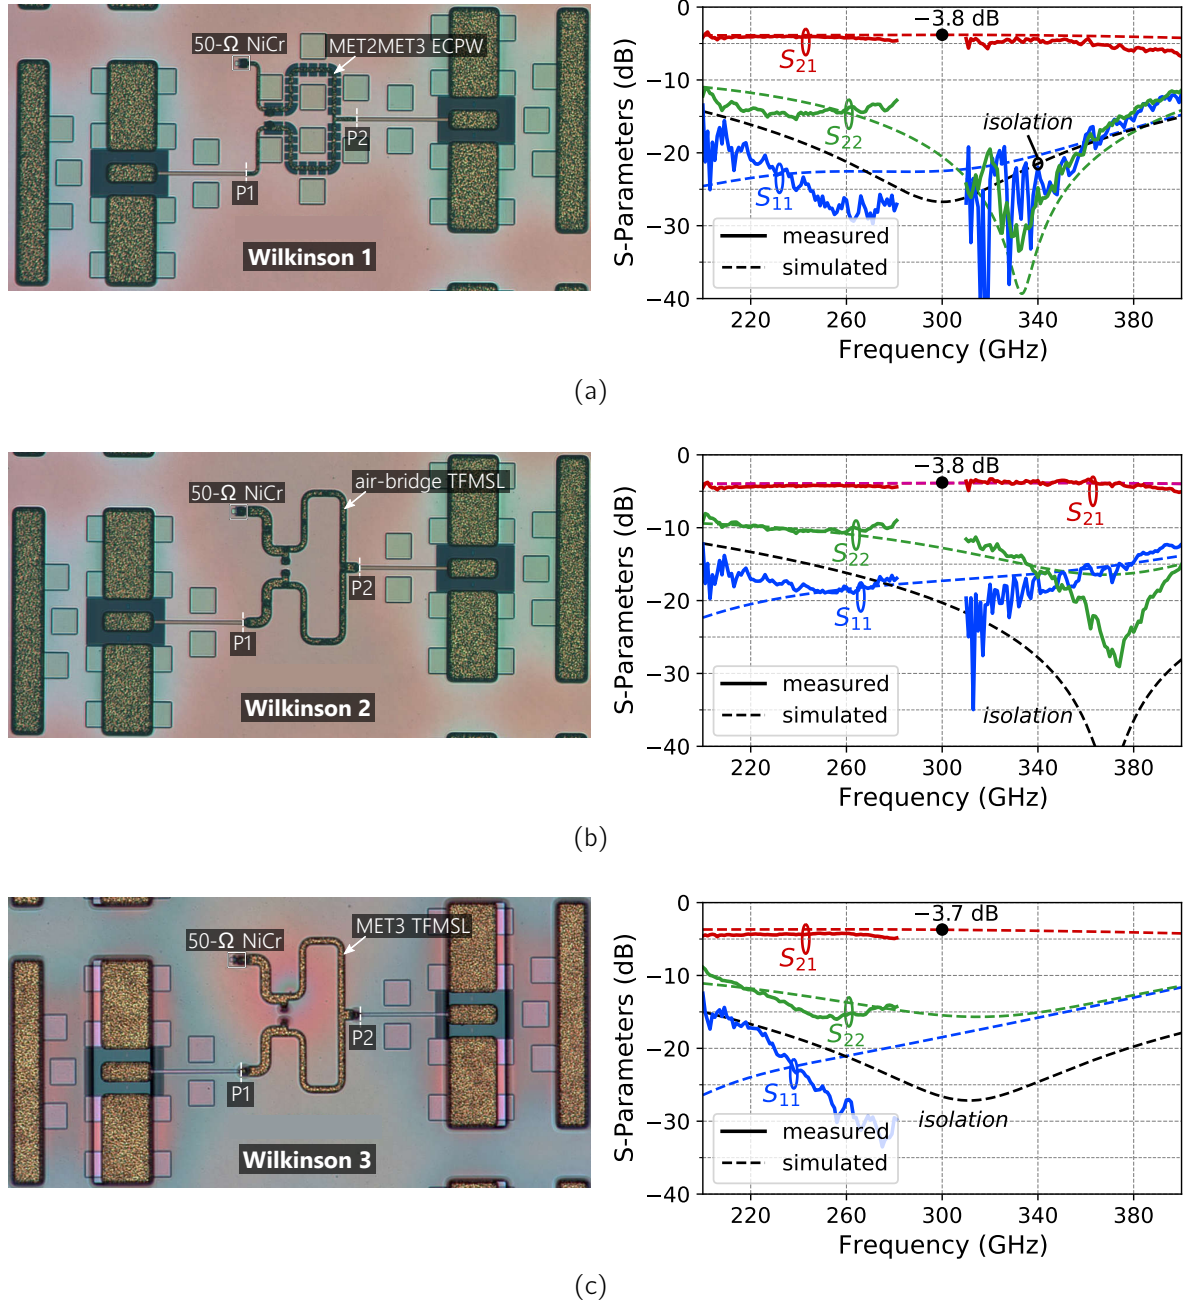 50-Ω NiCr
MET2MET3 ECPW
P2
P1
Wilkinson 1
S-Parameters (dB)
0
−10
−20
−30
−40
−3.8 dB
S21
S22
isolation
S11
measured
simulated
220
260
300
340
380
Frequency (GHz)
(a)
50-Ω NiCr
air-bridge TFMSL
P2
P1
Wilkinson 2
S-Parameters (dB)
0
−10
−20
−30
−40
−3.8 dB
S21
S22
S11
isolation
measured
simulated
220
260
300
340
380
Frequency (GHz)
(b)
50-Ω NiCr
MET3 TFMSL
P2
P1
Wilkinson 3
S-Parameters (dB)
0
−10
−20
−30
−40
−3.7 dB
S21
S22
S11
isolation
measured
simulated
220
260
300
340
380
Frequency (GHz)
(c)